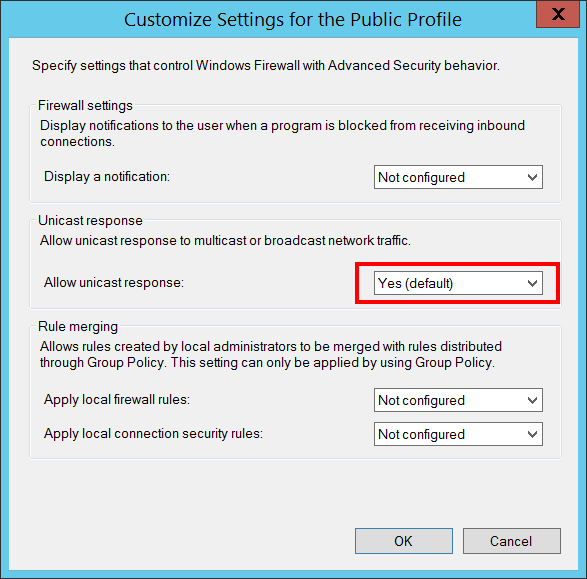 Customize Settings for the Public Profile
Specify settings that control Windows Firewall with Advanced Security behavior.
Firewall settings
Display notifications to the user when a program is blocked from receiving inbound
connections.
Display a notification: Not configured
Unicast response
Allow unicast response to multicast or broadcast network traffic.
Allow unicast response: Yes (default)
Rule merging
Allows rules created by local administrators to be merged with rules distributed
through Group Policy. This setting can only be applied by using Group Policy.
Apply local firewall rules: Not configured
Apply local connection security rules: Not configured
OK Cancel